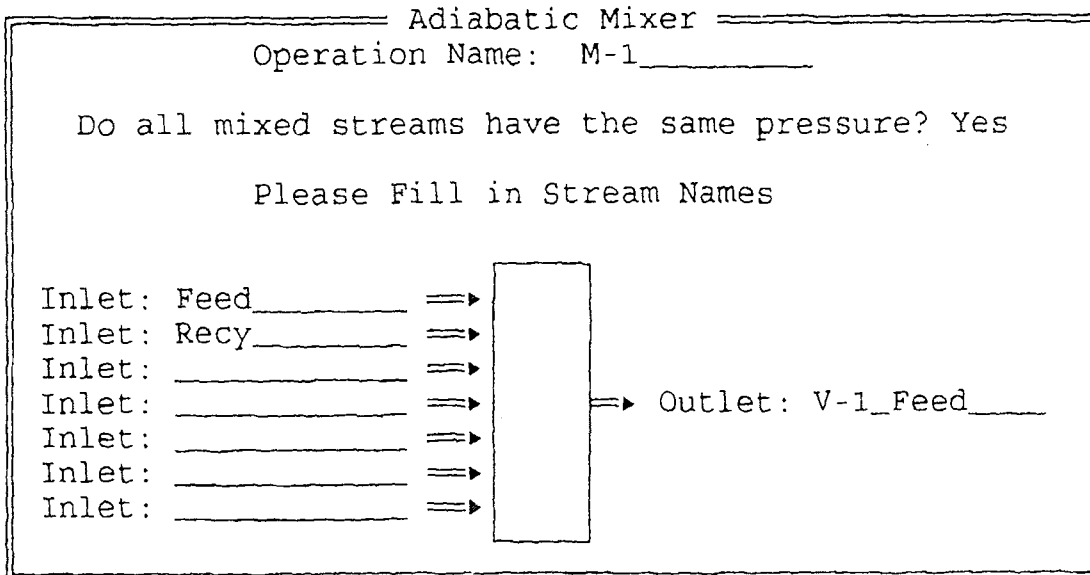 Adiabatic Mixer
Operation Name: M-1
Do all mixed streams have the same pressure? Yes
Please Fill in Stream Names
Inlet: Feed
Inlet: Recy
Inlet:
Inlet:
Inlet:
Inlet:
Inlet:
Outlet: V-1_Feed